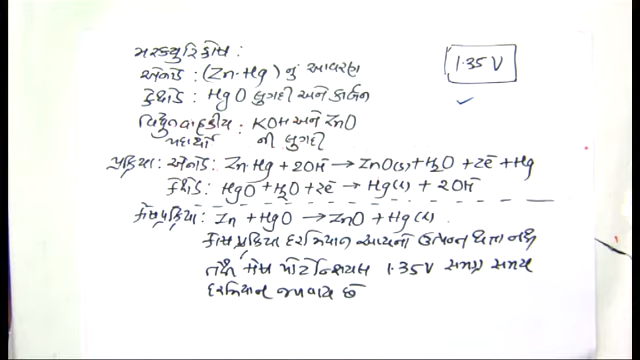 મરક્યુરિ કોષ :
1.35 V
એનોડ : (Zn-Hg) નું આવરણ
કેથોડ : HgO લુગદી અને કાર્બન
વિદ્યુતવાહકીય : KOH અને ZnO
પદાર્થો ની લુગદી
પ્રક્રિયા : એનોડ : Zn.Hg + 2OH⁻ → ZnO(s) + H₂O + 2e⁻ + Hg
કેથોડ : HgO + H₂O + 2e⁻ → Hg(l) + 2OH⁻
કોષપ્રક્રિયા : Zn + HgO → ZnO + Hg(l)
કોષ પ્રક્રિયા દરમિયાન આયનો ઉત્પન્ન થતા નથી
તેથી કોષ પોટેન્શિયલ 1.35V સમગ્ર સમય
દરમિયાન જળવાય છે